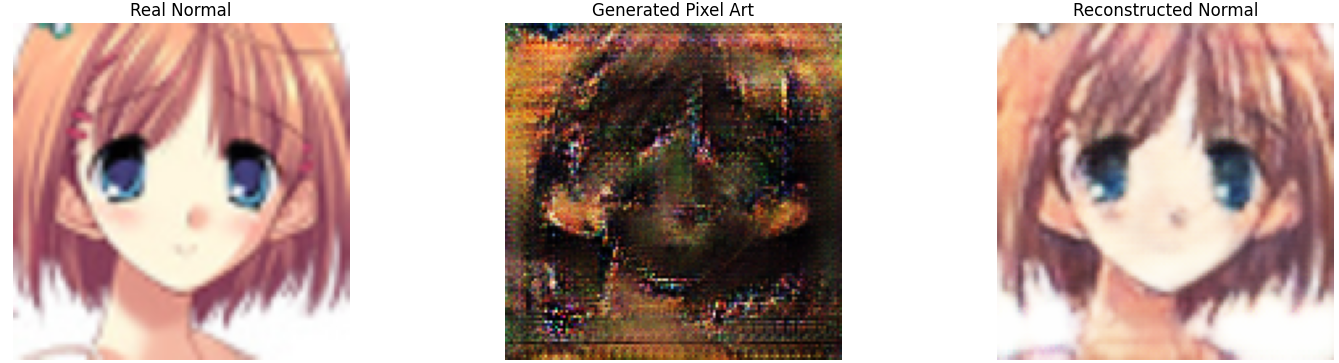 Real Normal
Generated Pixel Art
Reconstructed Normal